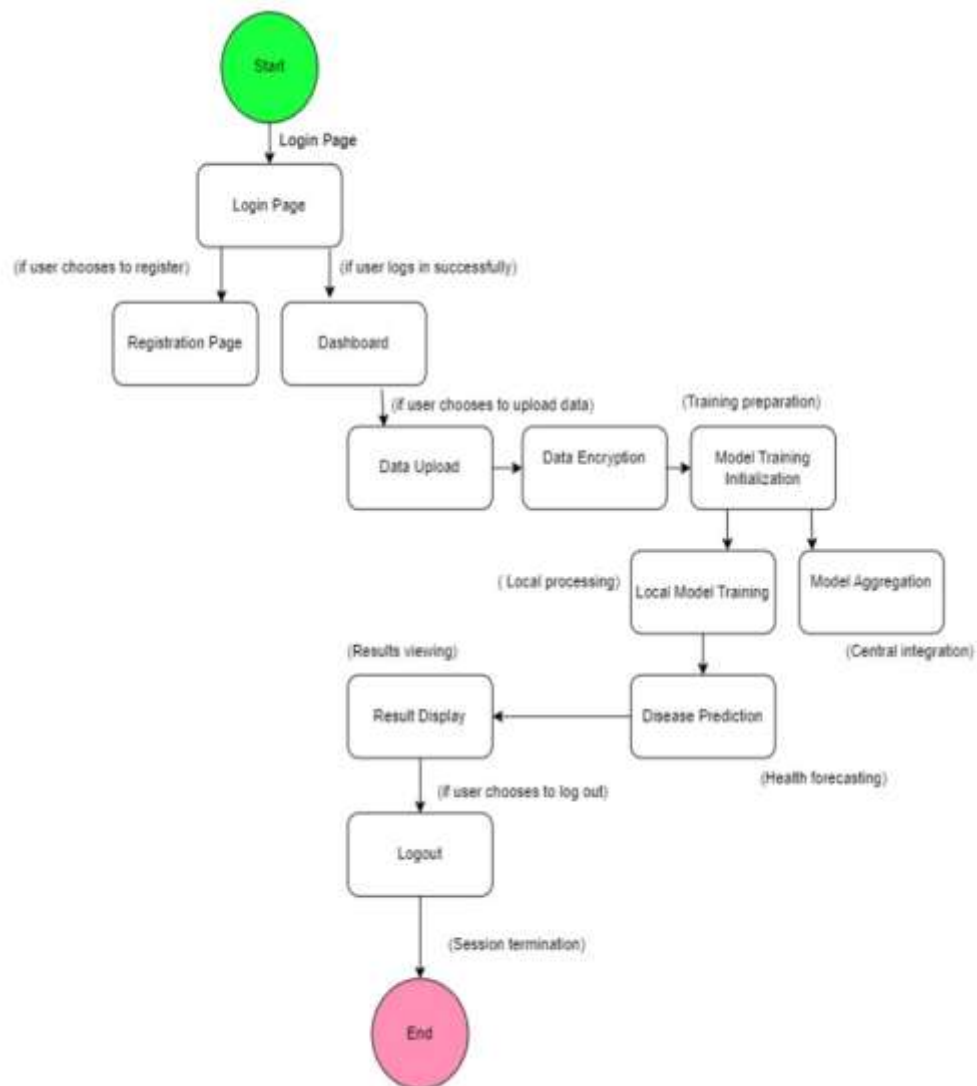 Start
Login Page
Login Page
(if user chooses to register)
(if user logs in successfully)
Registration Page
Dashboard
(if user chooses to upload data)
(Training preparation)
Data Upload
Data Encryption
Model Training
Initialization
( Local processing)
Local Model Training
Model Aggregation
(Central integration)
(Results viewing)
Result Display
Disease Prediction
(Health forecasting)
(if user chooses to log out)
Logout
(Session termination)
End